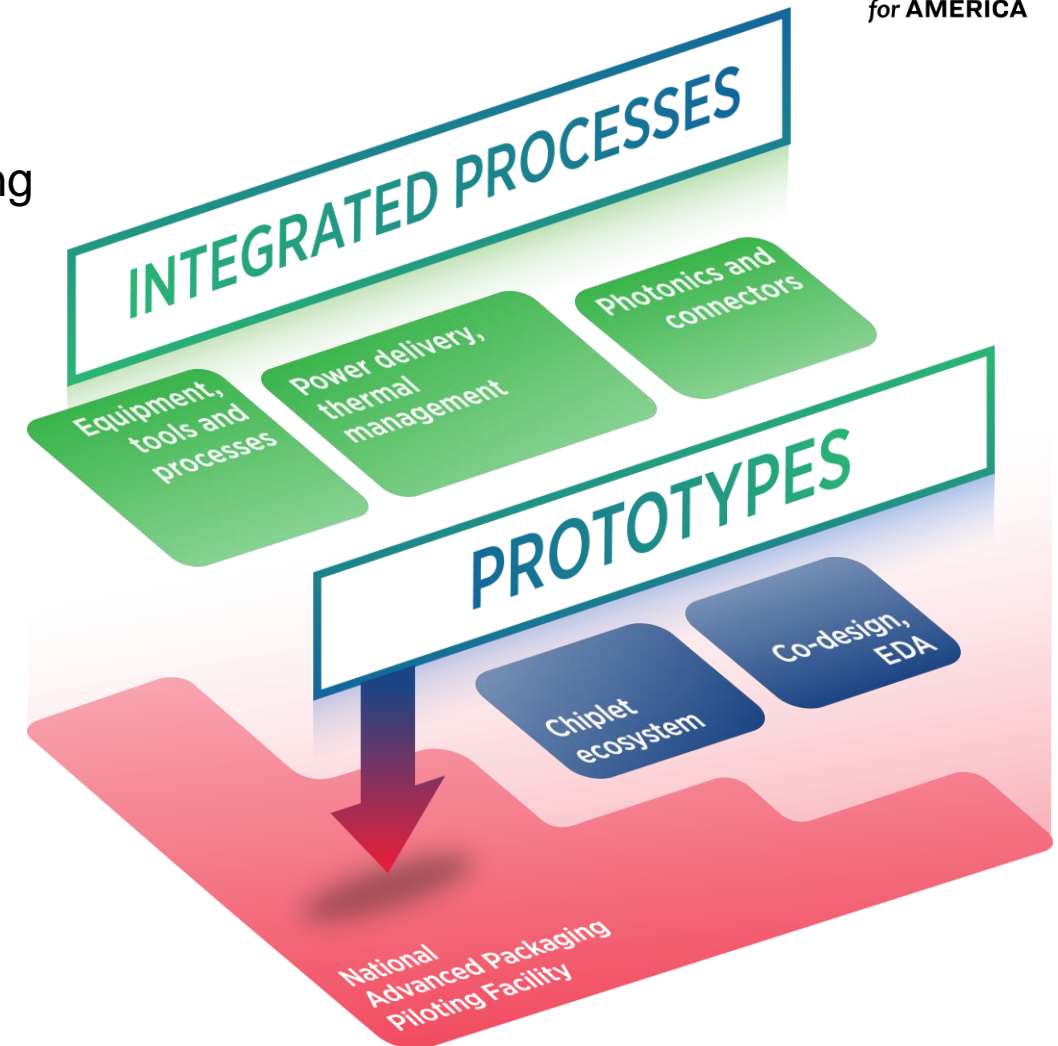 for AMERICA
ng
INTEGRATED PROCESSES
Equipment,
tools and
processes
Power delivery,
thermal
management
Photonics and
connectors
PROTOTYPES
Chiplet
ecosystem
Co-design,
EDA
National
Advanced Packaging
Piloting Facility